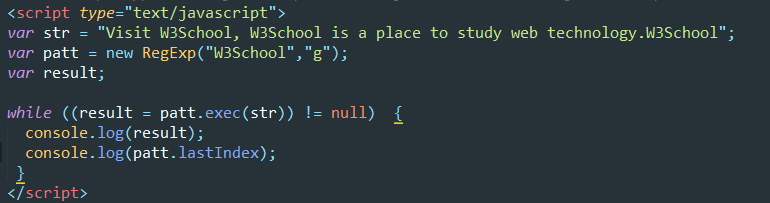 <script type="text/javascript">
var str = "Visit W3School, W3School is a place to study web technology.W3School";
var patt = new RegExp("W3School","g");
var result;

while ((result = patt.exec(str)) != null)  {
  console.log(result);
  console.log(patt.lastIndex);
 }
</script>